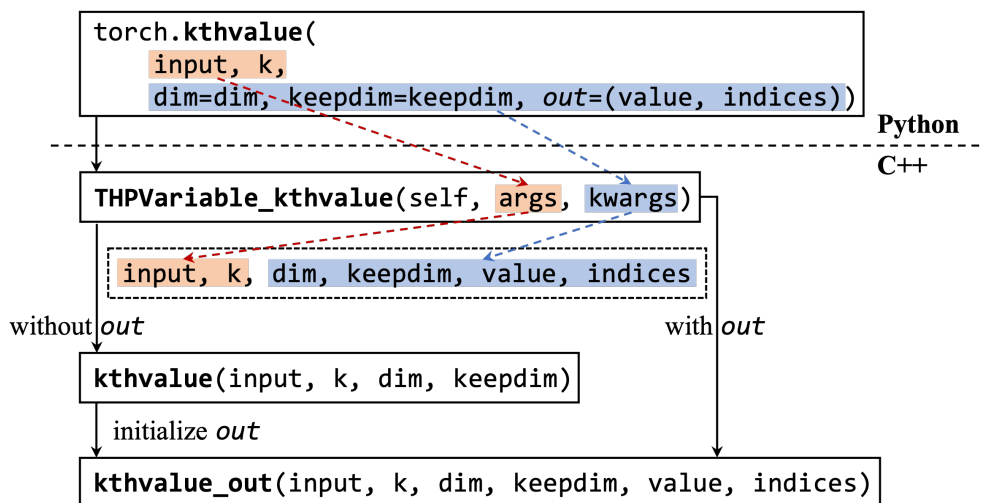 torch.kthvalue(
input, k,
dim=dim, keepdim=keepdim, out=(value, indices))
Python
C++
THPVariable_kthvalue(self, args, kwargs)
input, k, dim, keepdim, value, indices
without out
with out
kthvalue(input, k, dim, keepdim)
initialize out
kthvalue_out(input, k, dim, keepdim, value, indices)